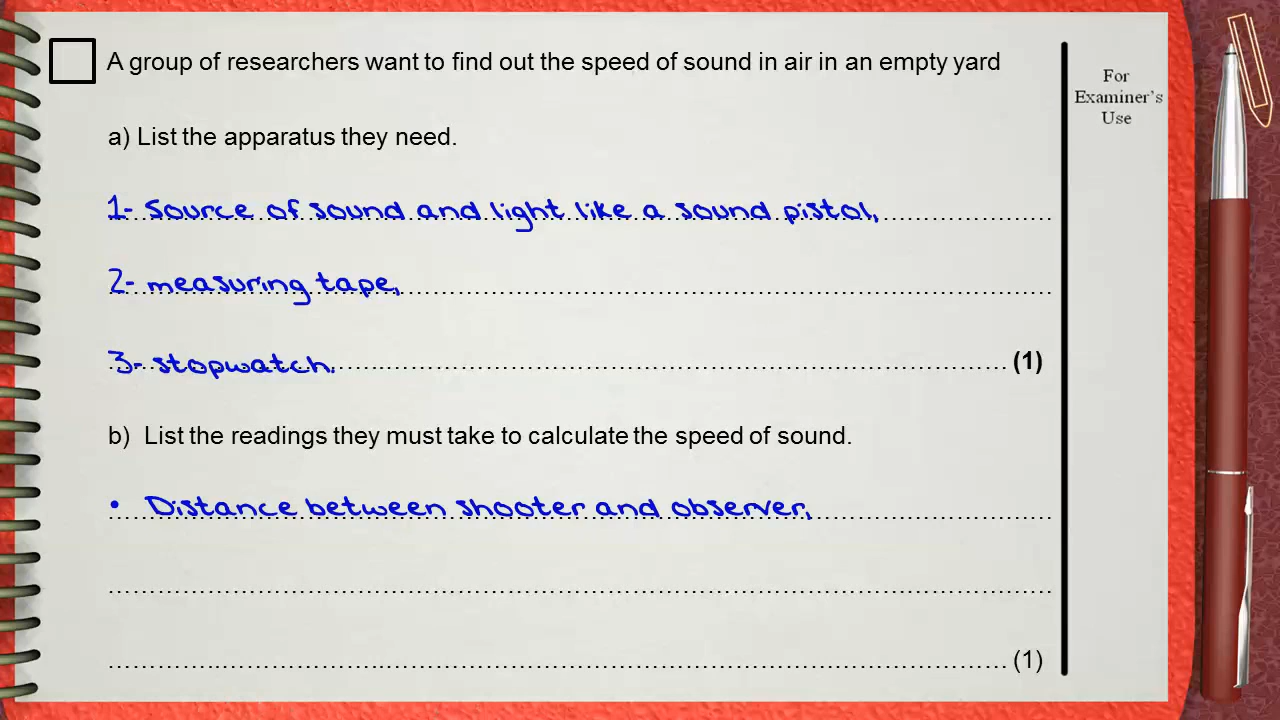 A group of researchers want to find out the speed of sound in air in an empty yard
For
Examiner's
Use
a) List the apparatus they need.
1- Source of sound and light like a sound pistol,
2- measuring tape,
3- stopwatch. (1)
b) List the readings they must take to calculate the speed of sound.
• Distance between shooter and observer,
(1)